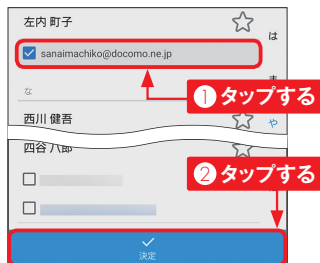 左内 町子
は
sanaimachiko@docomo.ne.jp
な
❶タップする
西川 健吾
や
四谷 八郎
❷タップする
決定